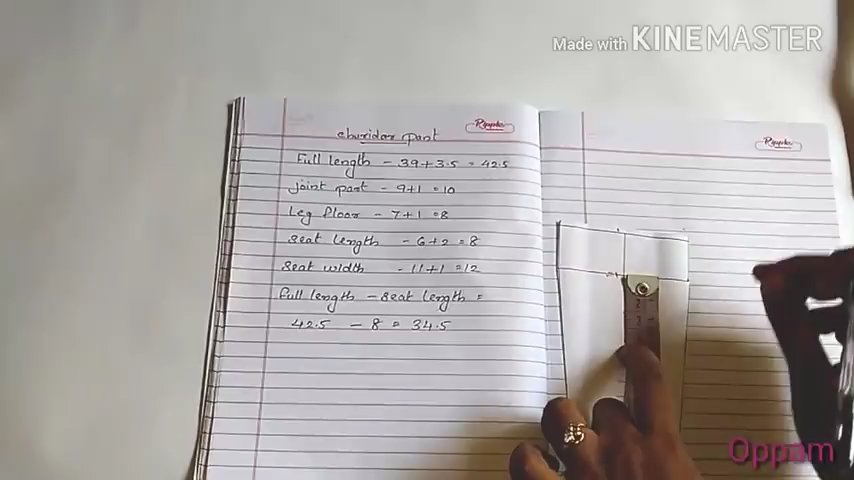 Made with KINEMASTER
churidar pant
Full length - 39+3.5 = 42.5
joint part - 9+1 = 10
Leg floar - 7+1 = 8
seat length - 6+2 = 8
seat width - 11+1 = 12
Full length - seat length =
42.5 - 8 = 34.5
Oppam